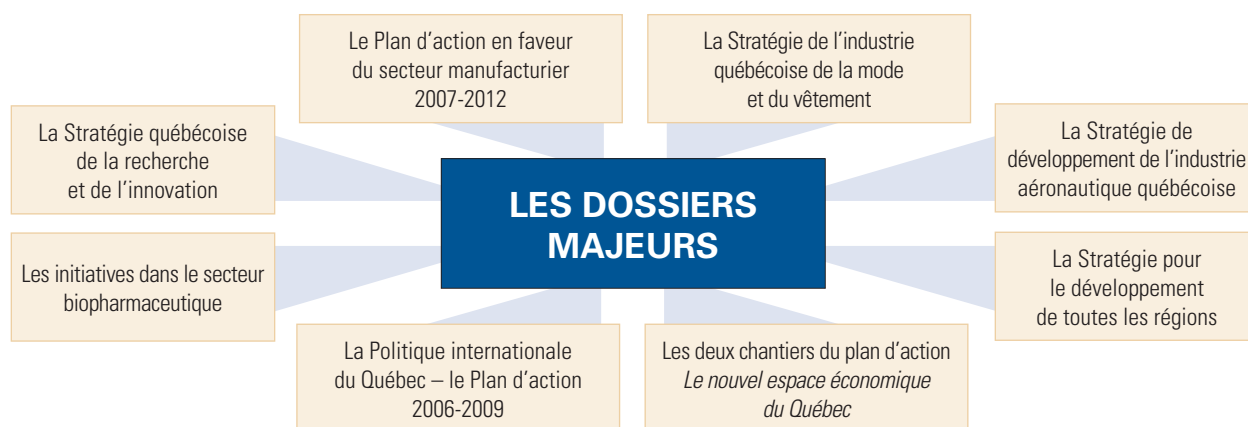 Le Plan d'action en faveur
du secteur manufacturier
2007-2012
La Stratégie de l'industrie
québécoise de la mode
et du vêtement
La Stratégie québécoise
de la recherche
et de l'innovation
La Stratégie de
développement de l'industrie
aéronautique québécoise
LES DOSSIERS
MAJEURS
Les initiatives dans le secteur
biopharmaceutique
La Stratégie pour
le développement
de toutes les régions
La Politique internationale
du Québec – le Plan d'action
2006-2009
Les deux chantiers du plan d'action
Le nouvel espace économique
du Québec